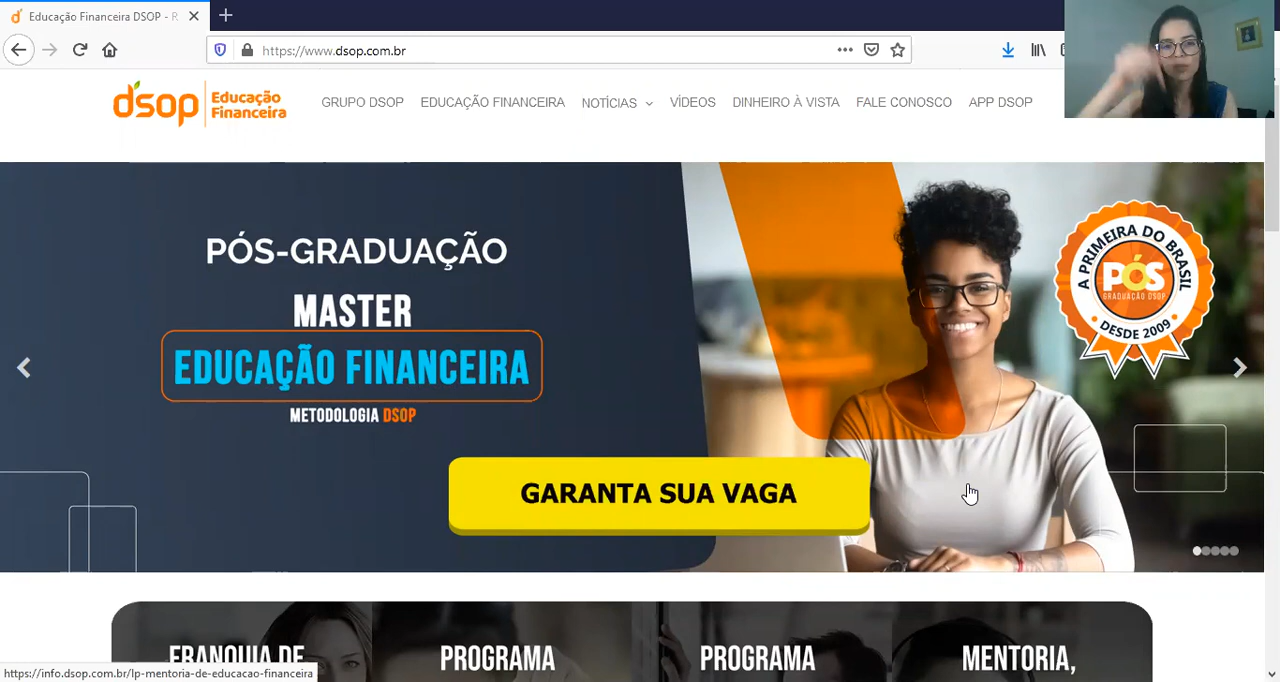 Educação Financeira DSOP - R
https://www.dsop.com.br
dsop Educação
Financeira
GRUPO DSOP EDUCAÇÃO FINANCEIRA NOTÍCIAS VÍDEOS DINHEIRO À VISTA FALE CONOSCO APP DSOP
PÓS-GRADUAÇÃO
MASTER
EDUCAÇÃO FINANCEIRA
METODOLOGIA DSOP
GARANTA SUA VAGA
A PRIMEIRA DO BRASIL
PÓS
GRADUAÇÃO DSOP
DESDE 2009
FRANQUIA DE PROGRAMA PROGRAMA MENTORIA,
https://info.dsop.com.br/lp-mentoria-de-educacao-financeira